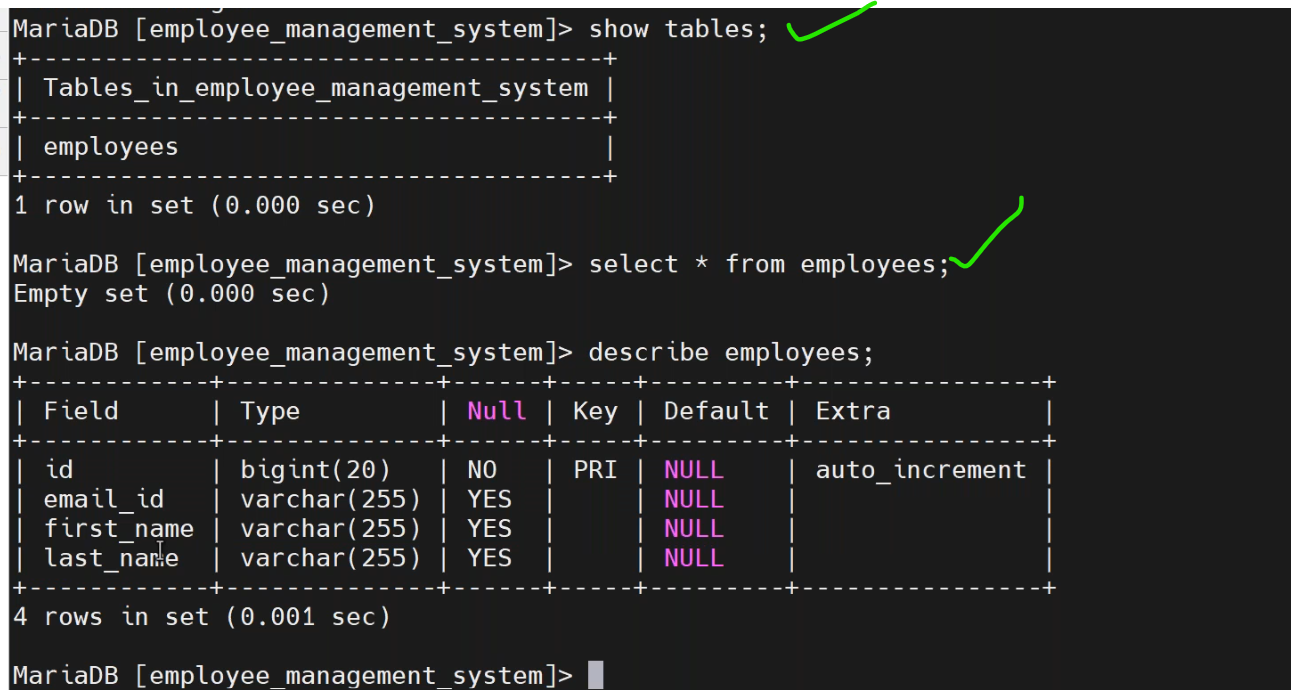 MariaDB [employee_management_system]> show tables;
+--------------------------------------+
| Tables_in_employee_management_system |
+--------------------------------------+
| employees                            |
+--------------------------------------+
1 row in set (0.000 sec)
MariaDB [employee_management_system]> select * from employees;
Empty set (0.000 sec)
MariaDB [employee_management_system]> describe employees;
+------------+--------------+------+-----+---------+----------------+
| Field      | Type         | Null | Key | Default | Extra          |
+------------+--------------+------+-----+---------+----------------+
| id         | bigint(20)   | NO   | PRI | NULL    | auto_increment |
| email_id   | varchar(255) | YES  |     | NULL    |                |
| first_name | varchar(255) | YES  |     | NULL    |                |
| last_name  | varchar(255) | YES  |     | NULL    |                |
+------------+--------------+------+-----+---------+----------------+
4 rows in set (0.001 sec)
MariaDB [employee_management_system]>